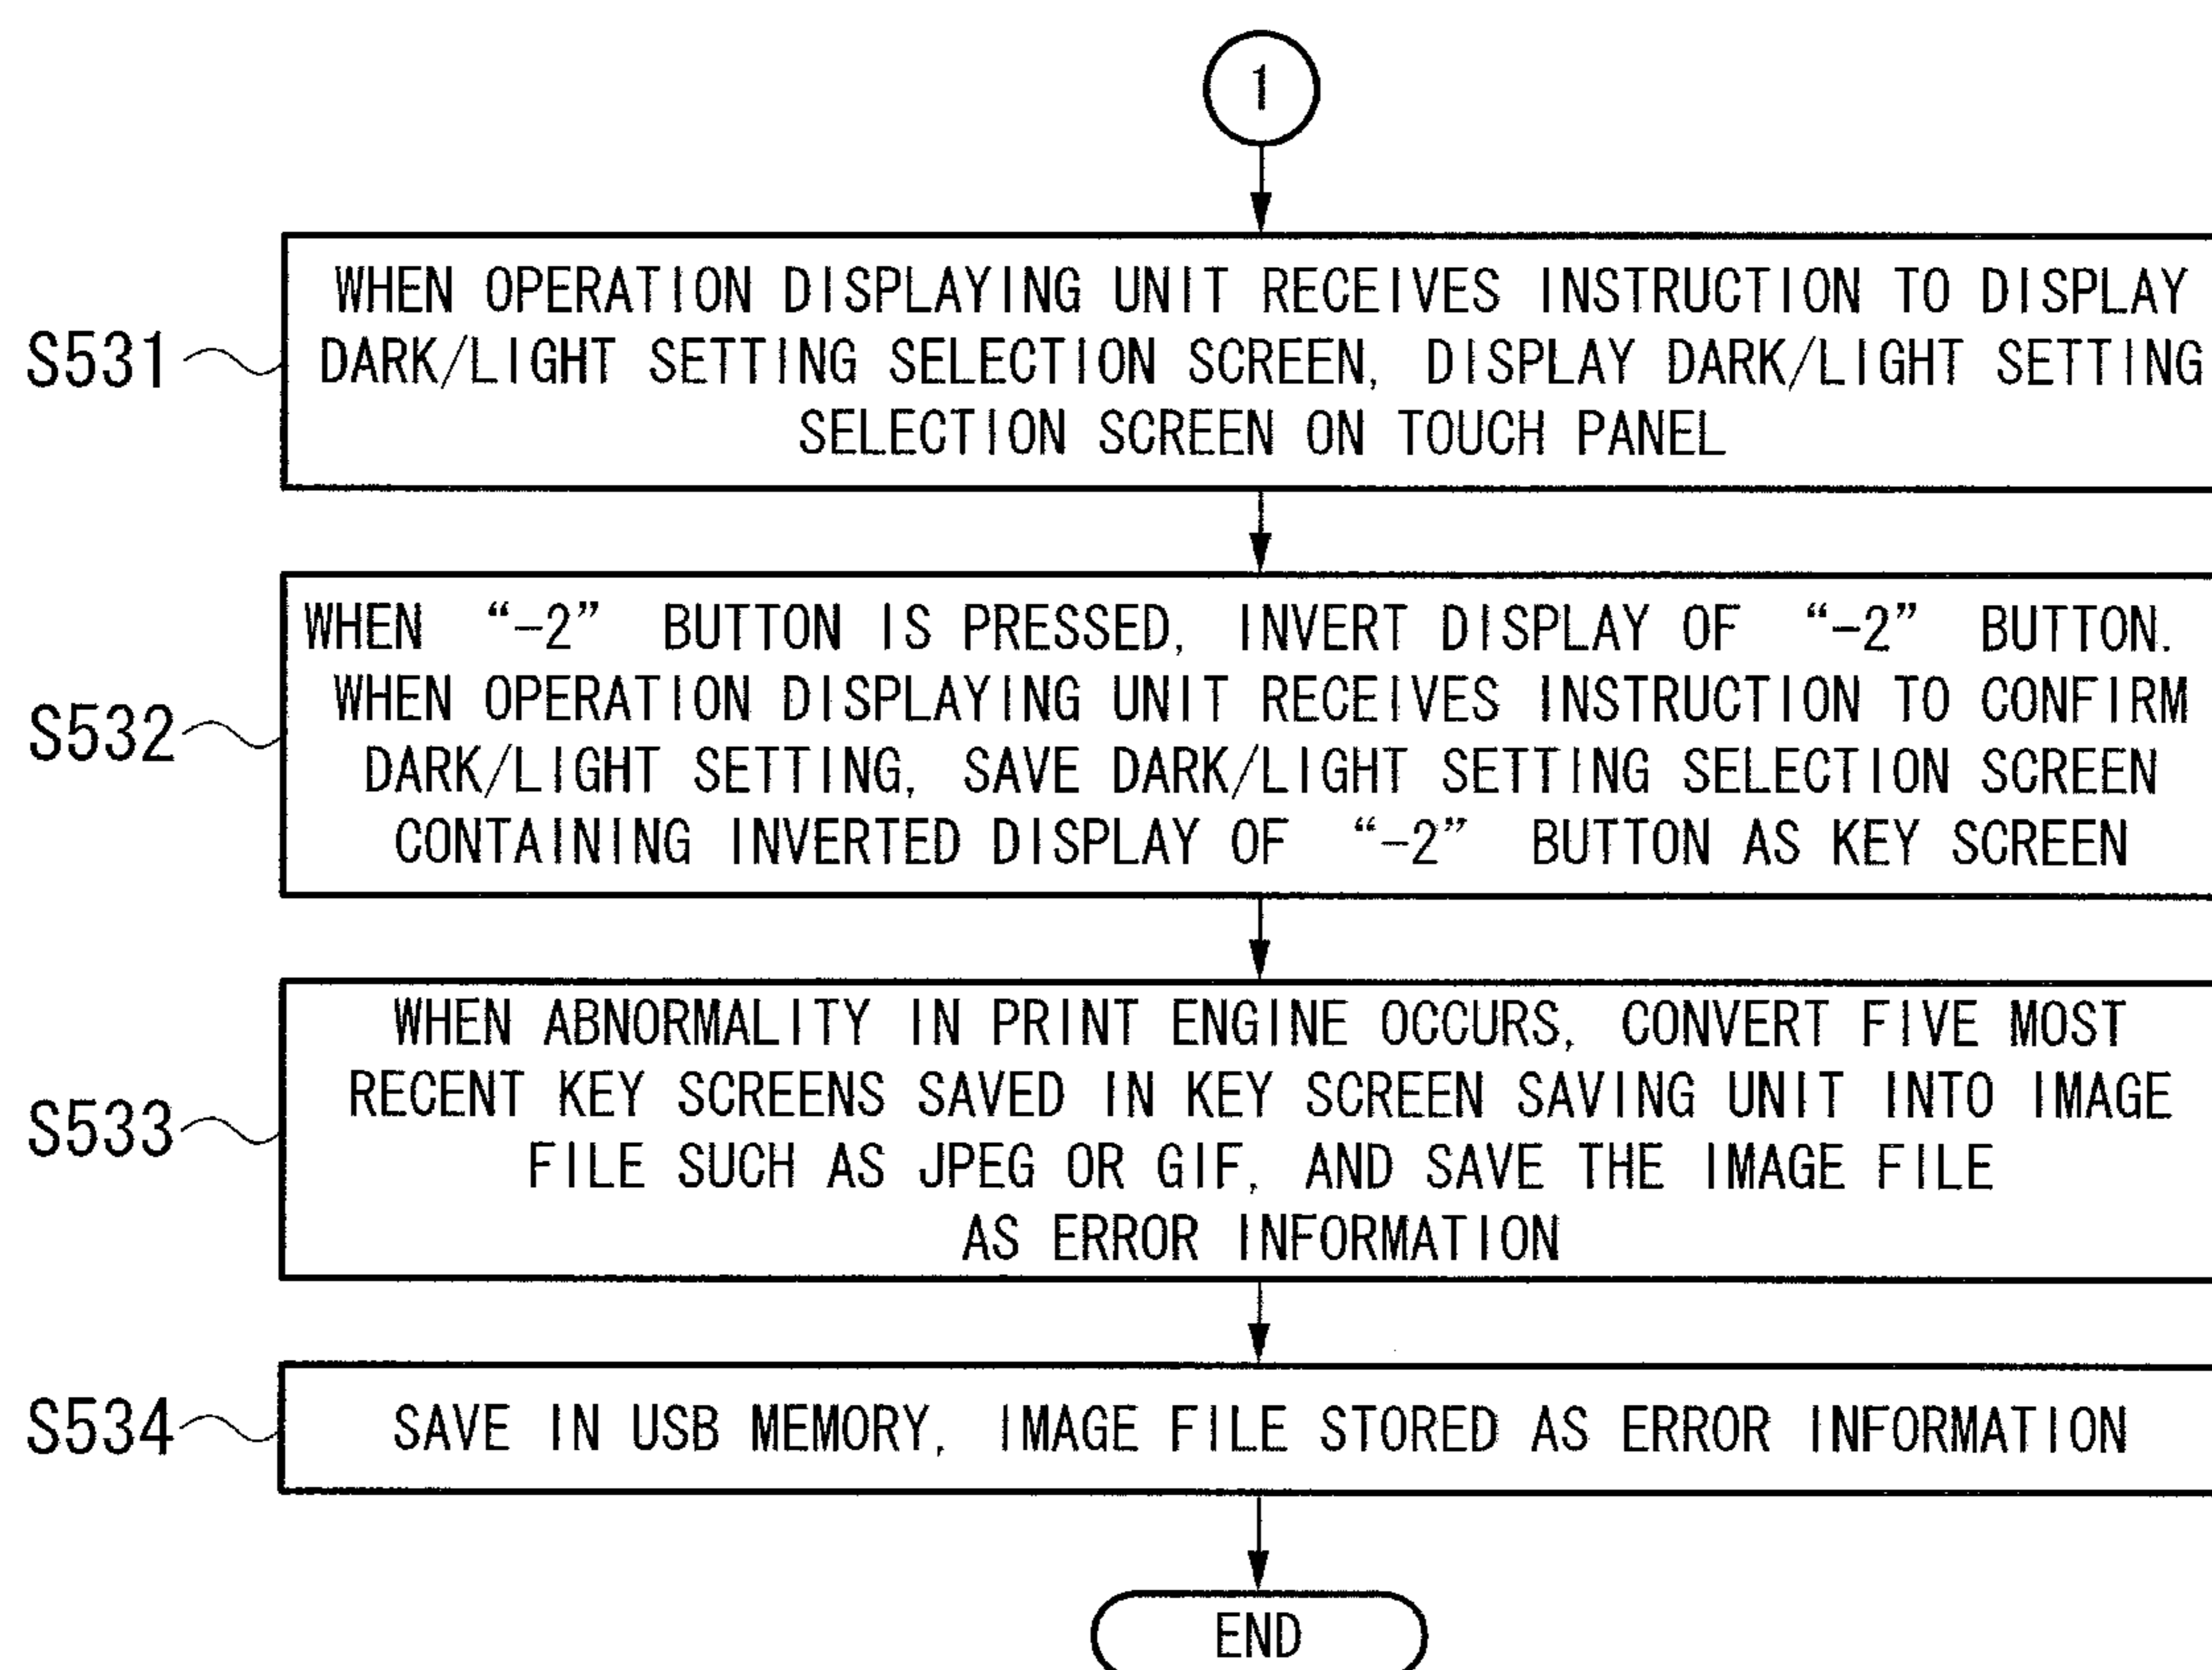 1
S531
WHEN OPERATION DISPLAYING UNIT RECEIVES INSTRUCTION TO DISPLAY
DARK/LIGHT SETTING SELECTION SCREEN, DISPLAY DARK/LIGHT SETTING
SELECTION SCREEN ON TOUCH PANEL
S532
WHEN “-2” BUTTON IS PRESSED, INVERT DISPLAY OF “-2” BUTTON.
WHEN OPERATION DISPLAYING UNIT RECEIVES INSTRUCTION TO CONFIRM
DARK/LIGHT SETTING, SAVE DARK/LIGHT SETTING SELECTION SCREEN
CONTAINING INVERTED DISPLAY OF “-2” BUTTON AS KEY SCREEN
S533
WHEN ABNORMALITY IN PRINT ENGINE OCCURS, CONVERT FIVE MOST
RECENT KEY SCREENS SAVED IN KEY SCREEN SAVING UNIT INTO IMAGE
FILE SUCH AS JPEG OR GIF, AND SAVE THE IMAGE FILE
AS ERROR INFORMATION
S534
SAVE IN USB MEMORY, IMAGE FILE STORED AS ERROR INFORMATION
END